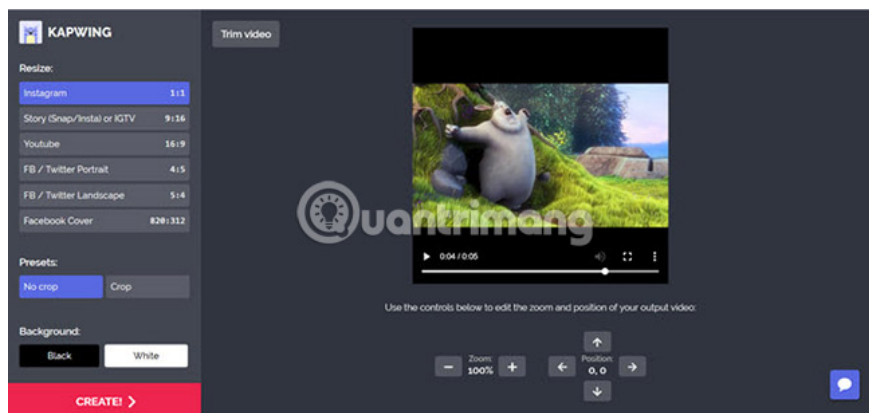 KAPWING
Resize:
Instagram 1:1
Story (Snap/Insta) or IGTV 9:16
Youtube 16:9
FB / Twitter Portrait 4:5
FB / Twitter Landscape 5:4
Facebook Cover 820:312
Presets:
No crop Crop
Background:
Black White
CREATE!
Trim video
Quantrimang
0:04 / 0:05
Use the controls below to edit the zoom and position of your output video:
Zoom:
100%
Position:
0, 0